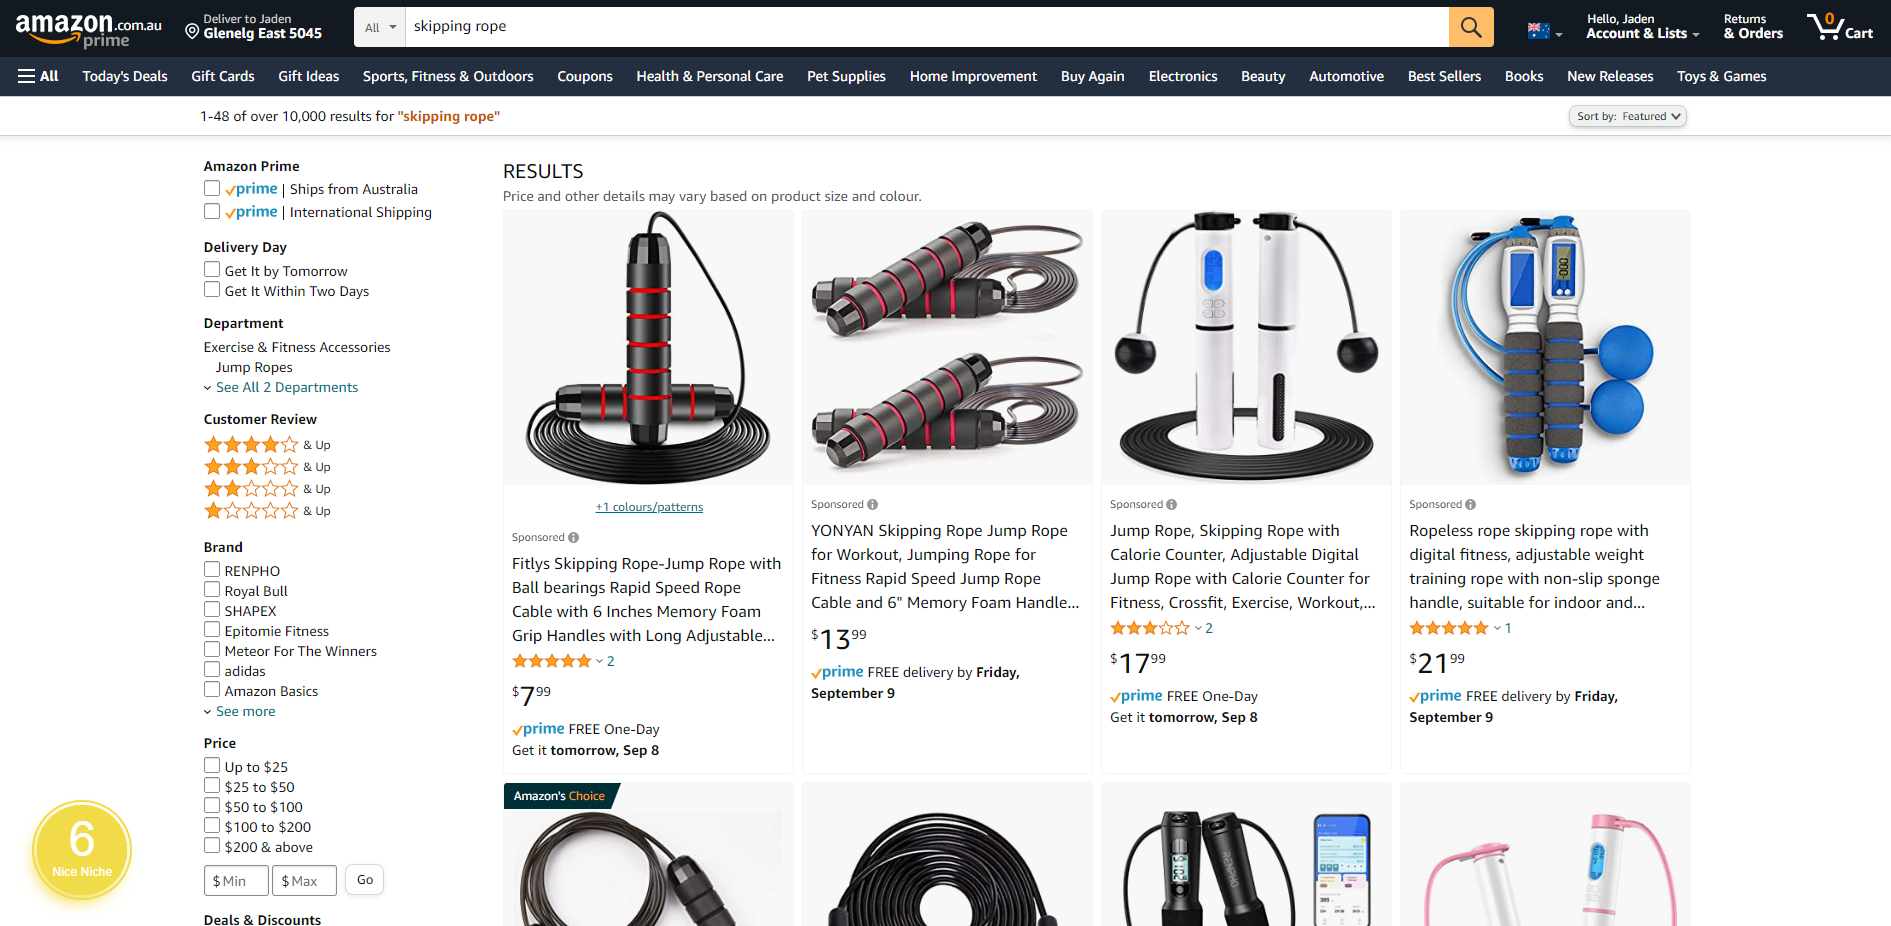 amazon.com.au
prime
Deliver to Jaden
Glenelg East 5045
All
skipping rope
Hello, Jaden
Account & Lists
Returns
& Orders
0
Cart
All
Today's Deals
Gift Cards
Gift Ideas
Sports, Fitness & Outdoors
Coupons
Health & Personal Care
Pet Supplies
Home Improvement
Buy Again
Electronics
Beauty
Automotive
Best Sellers
Books
New Releases
Toys & Games
1-48 of over 10,000 results for "skipping rope"
Sort by: Featured
Amazon Prime
prime | Ships from Australia
prime | International Shipping
Delivery Day
Get It by Tomorrow
Get It Within Two Days
Department
Exercise & Fitness Accessories
Jump Ropes
See All 2 Departments
Customer Review
& Up
& Up
& Up
& Up
Brand
RENPHO
Royal Bull
SHAPEX
Epitomie Fitness
Meteor For The Winners
adidas
Amazon Basics
See more
Price
Up to $25
$25 to $50
$50 to $100
$100 to $200
$200 & above
$ Min
$ Max
Go
Deals & Discounts
6
Nice Niche
RESULTS
Price and other details may vary based on product size and colour.
+1 colours/patterns
Sponsored
Fitlys Skipping Rope-Jump Rope with
Ball bearings Rapid Speed Rope
Cable with 6 Inches Memory Foam
Grip Handles with Long Adjustable...
2
$7.99
prime FREE One-Day
Get it tomorrow, Sep 8
Sponsored
YONYAN Skipping Rope Jump Rope
for Workout, Jumping Rope for
Fitness Rapid Speed Jump Rope
Cable and 6" Memory Foam Handle...
$13.99
prime FREE delivery by Friday,
September 9
Sponsored
Jump Rope, Skipping Rope with
Calorie Counter, Adjustable Digital
Jump Rope with Calorie Counter for
Fitness, Crossfit, Exercise, Workout,...
2
$17.99
prime FREE One-Day
Get it tomorrow, Sep 8
Sponsored
Ropeless rope skipping rope with
digital fitness, adjustable weight
training rope with non-slip sponge
handle, suitable for indoor and...
1
$21.99
prime FREE delivery by Friday,
September 9
Amazon's Choice
RENPHO